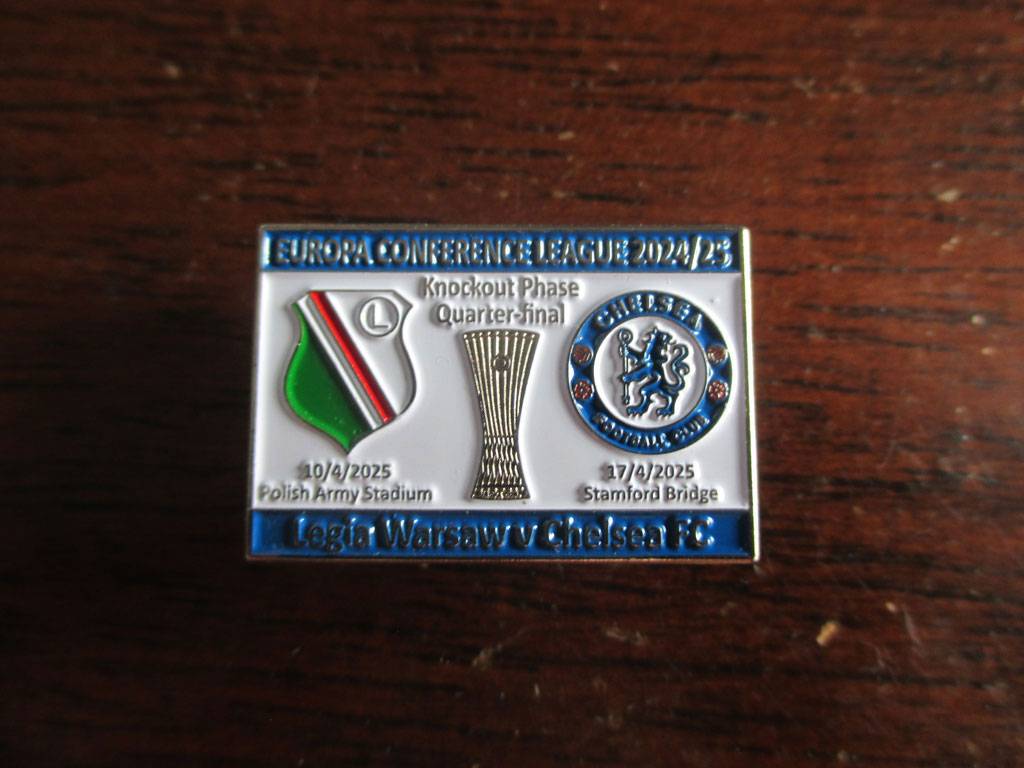 EUROPA CONFERENCE LEAGUE 2024/25
Knockout Phase
Quarter-final
L
CHELSEA
FOOTBALL CLUB
10/4/2025
Polish Army Stadium
17/4/2025
Stamford Bridge
Legia Warsaw v Chelsea FC